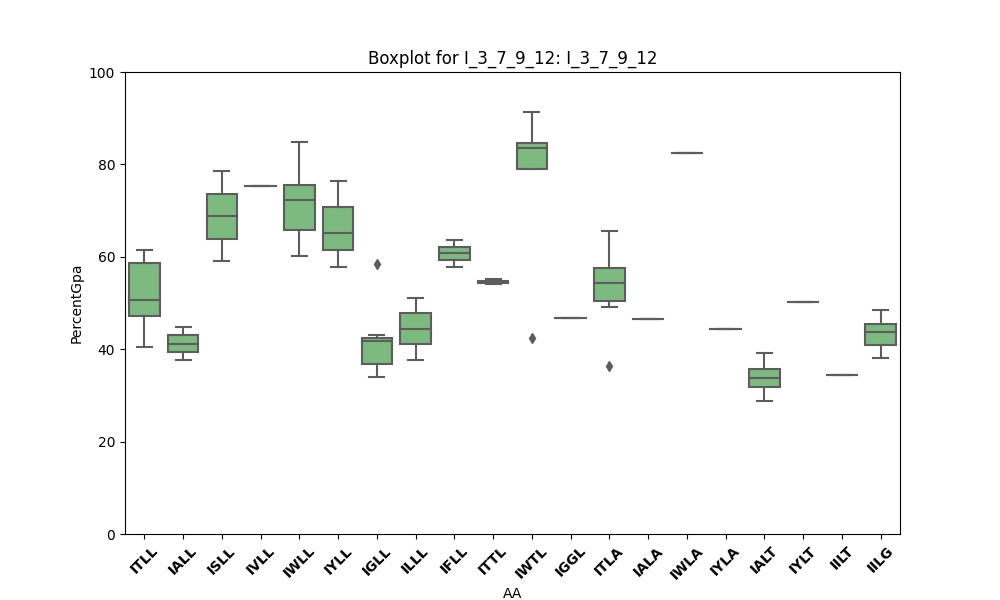 Boxplot for I_3_7_9_12: I_3_7_9_12
PercentGpa
100
80
60
40
20
0
ITLL IALL ISLL IVLL IWLL IYLL IGLL ILLL IFLL ITTL IWTL IGGL ITLA IALA IWLA IYLA IALT IYLT IILT IILG
AA